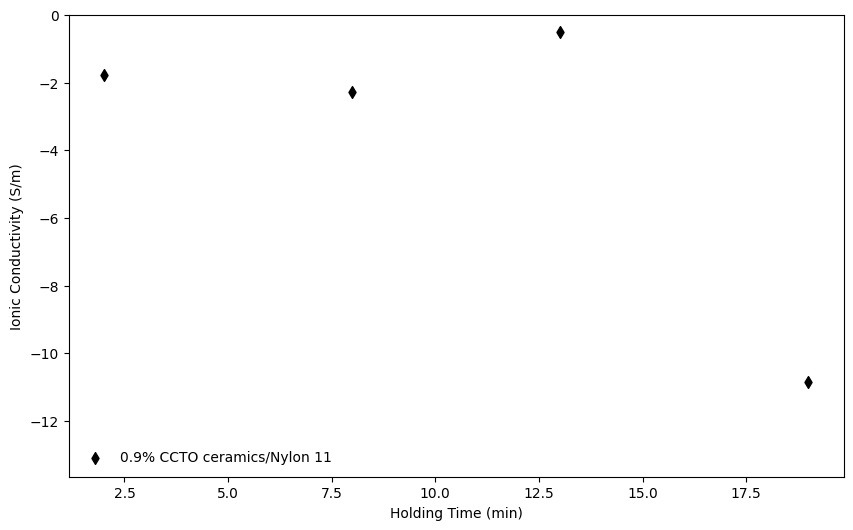 0
−2
−4
−6
−8
−10
−12
Ionic Conductivity (S/m)
0.9% CCTO ceramics/Nylon 11
2.5 5.0 7.5 10.0 12.5 15.0 17.5
Holding Time (min)